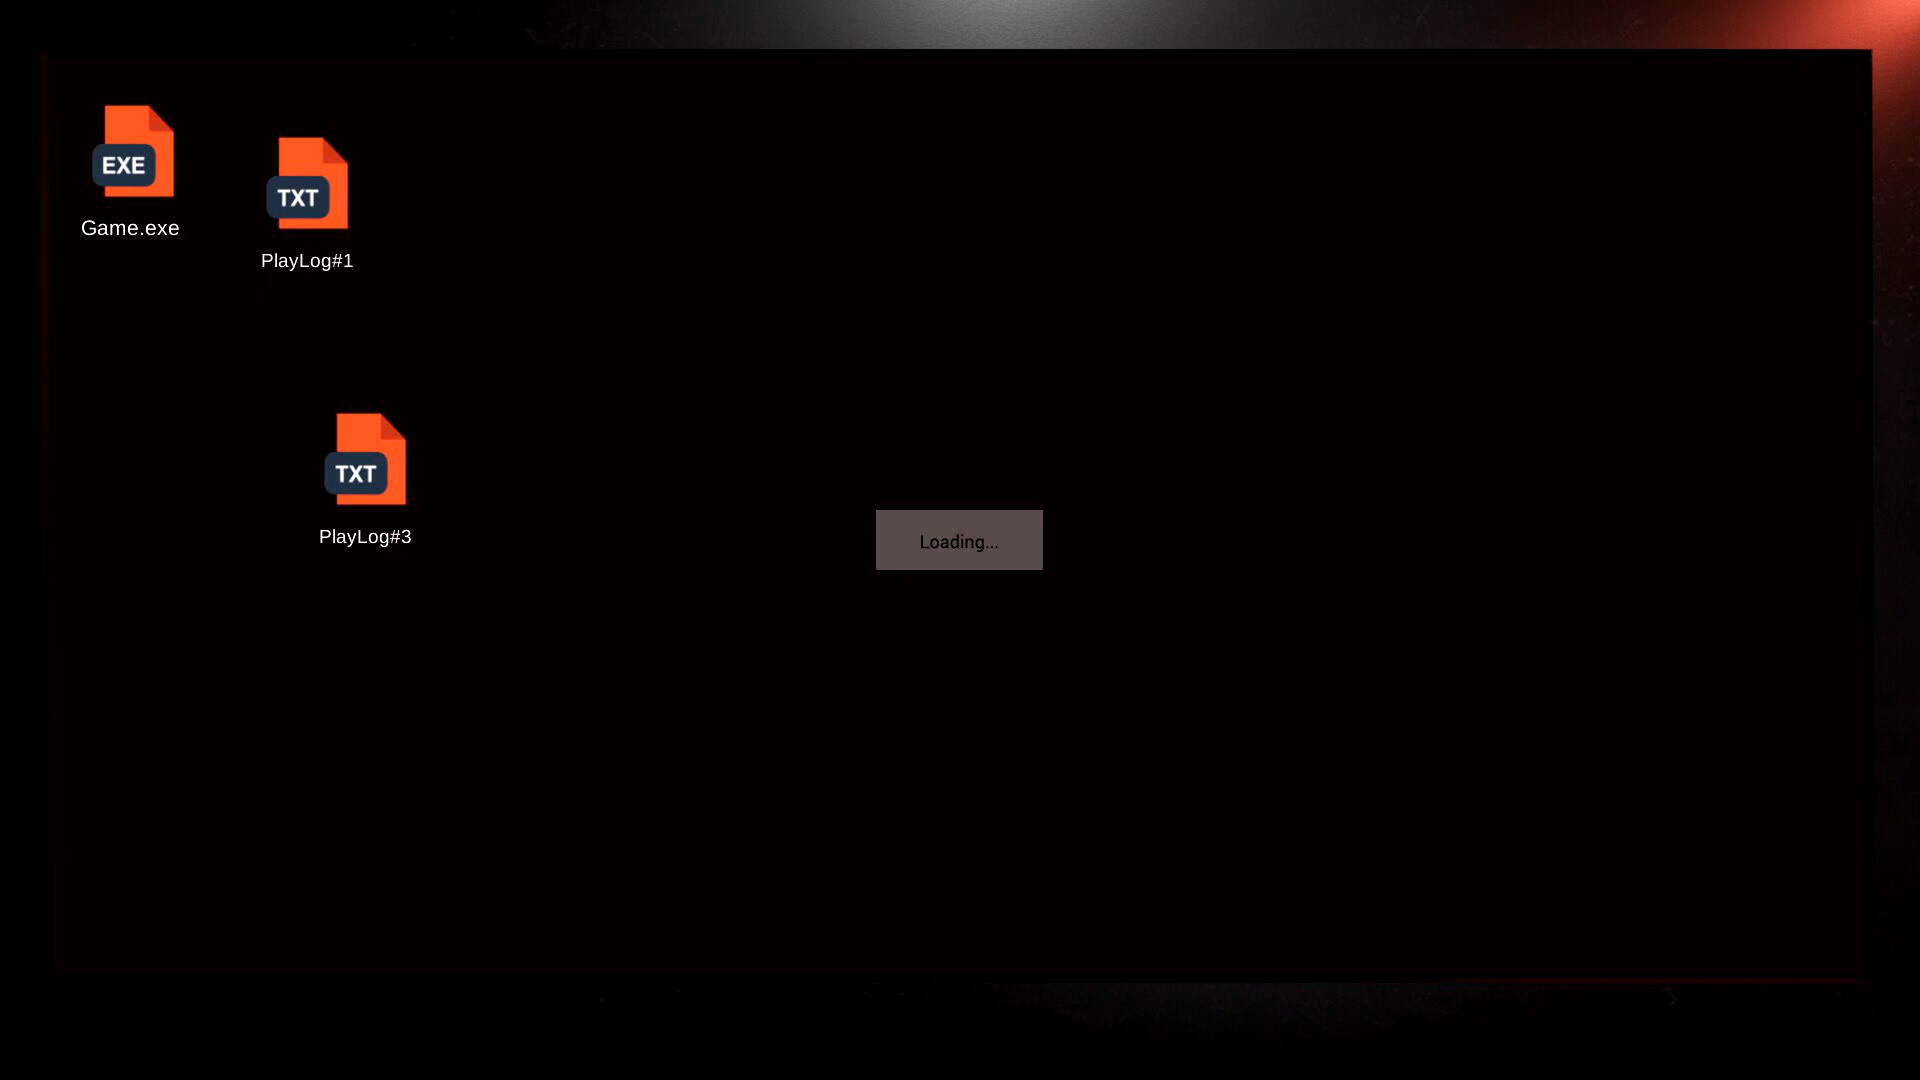 EXE
Game.exe
TXT
PlayLog#1
TXT
PlayLog#3
Loading...